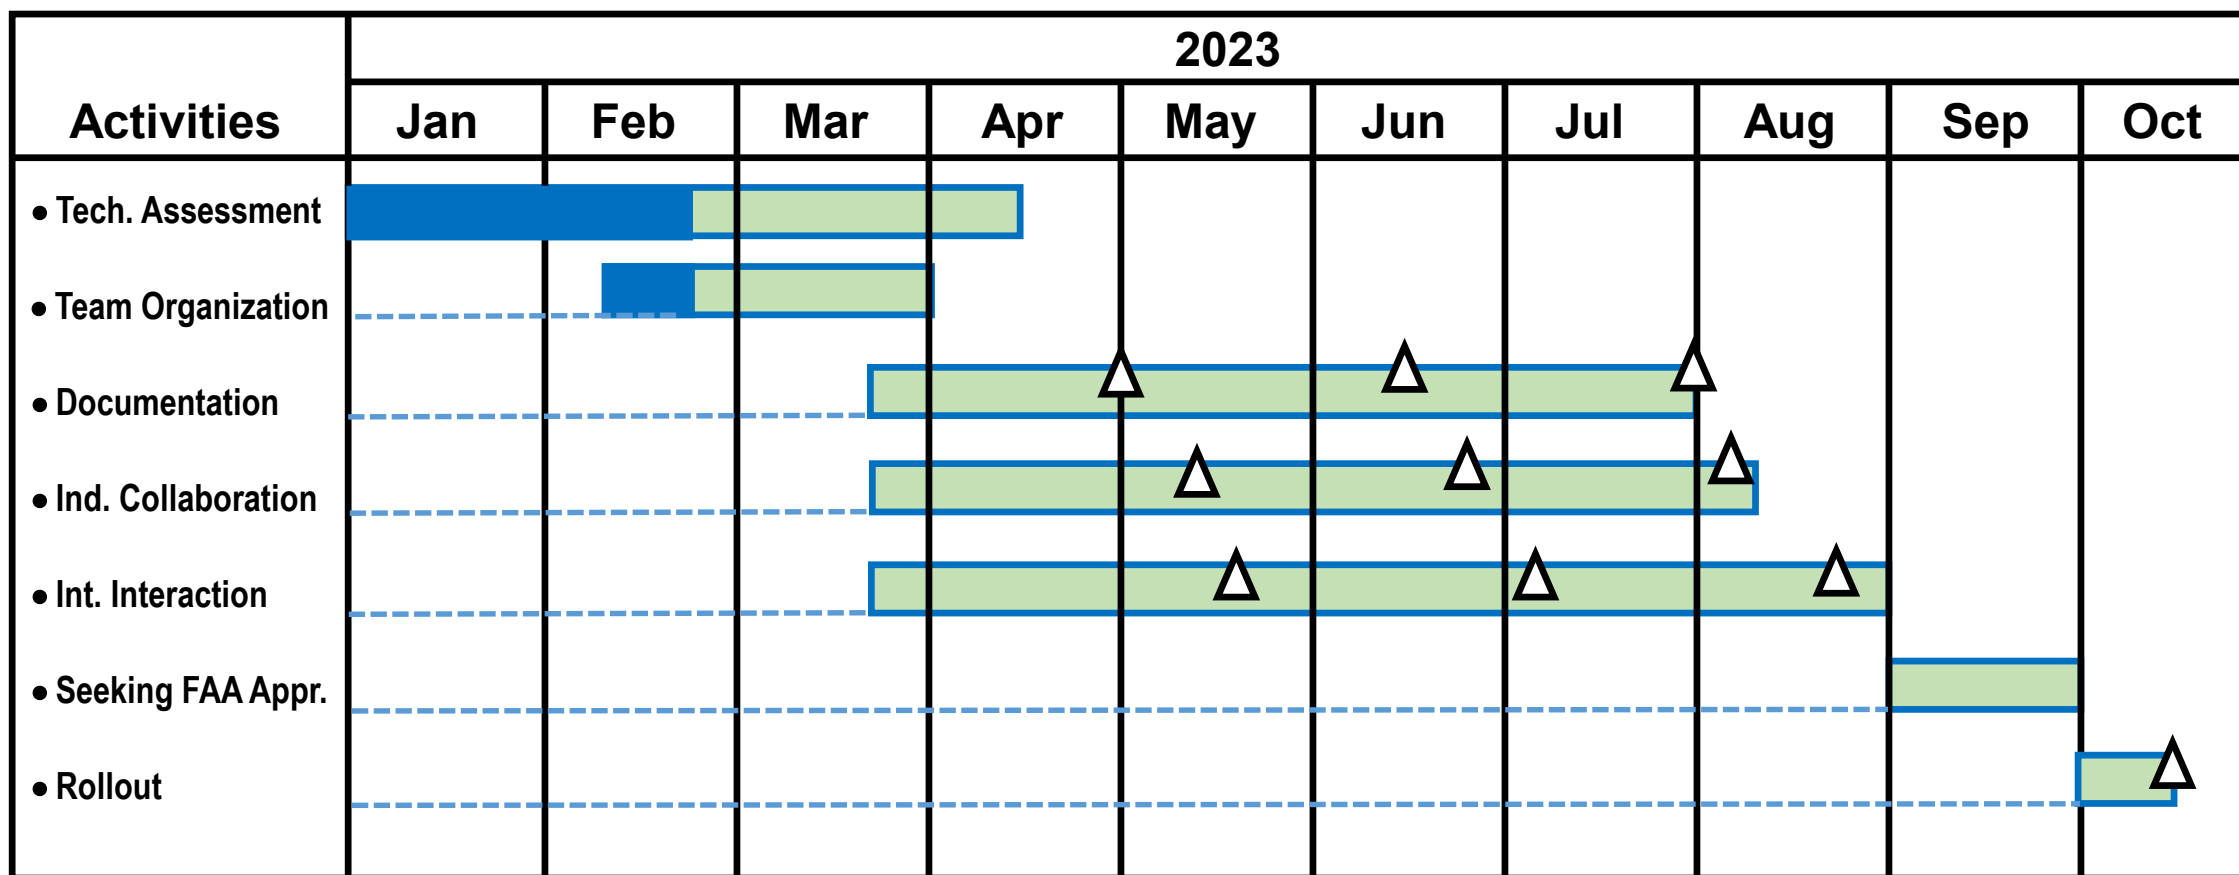 2023
Activities Jan Feb Mar Apr May Jun Jul Aug Sep Oct
• Tech. Assessment
• Team Organization
• Documentation
• Ind. Collaboration
• Int. Interaction
• Seeking FAA Appr.
• Rollout